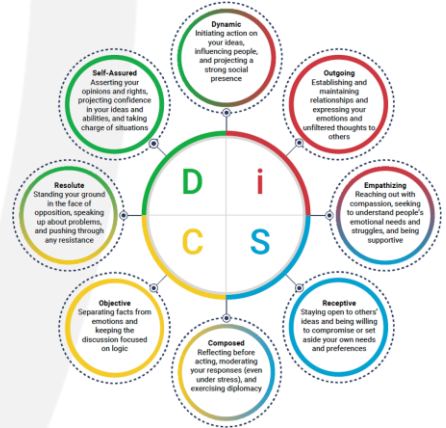 Dynamic
Initiating action on
your ideas,
influencing people,
and projecting a
strong social
presence
Self-Assured
Asserting your
opinions and rights,
projecting confidence
in your ideas and
abilities, and taking
charge of situations
Outgoing
Establishing and
maintaining
relationships and
expressing your
emotions and
unfiltered thoughts to
others
Resolute
Standing your ground
in the face of
opposition, speaking
up about problems,
and pushing through
any resistance
D
i
C
S
Empathizing
Reaching out with
compassion, seeking
to understand people's
emotional needs and
struggles, and being
supportive
Objective
Separating facts from
emotions and
keeping the
discussion focused
on logic
Receptive
Staying open to others'
ideas and being willing
to compromise or set
aside your own needs
and preferences
Composed
Reflecting before
acting, moderating
your responses (even
under stress), and
exercising diplomacy